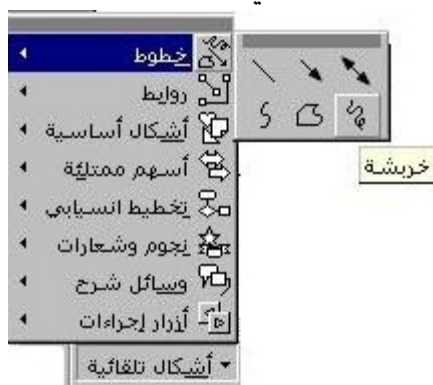 خطوط
روابط
أشكال أساسية
أسهم ممتلئة
تخطيط انسيابي
نجوم وشعارات
وسائل شرح
أزرار إجراءات
أشكال تلقائية
خربشة